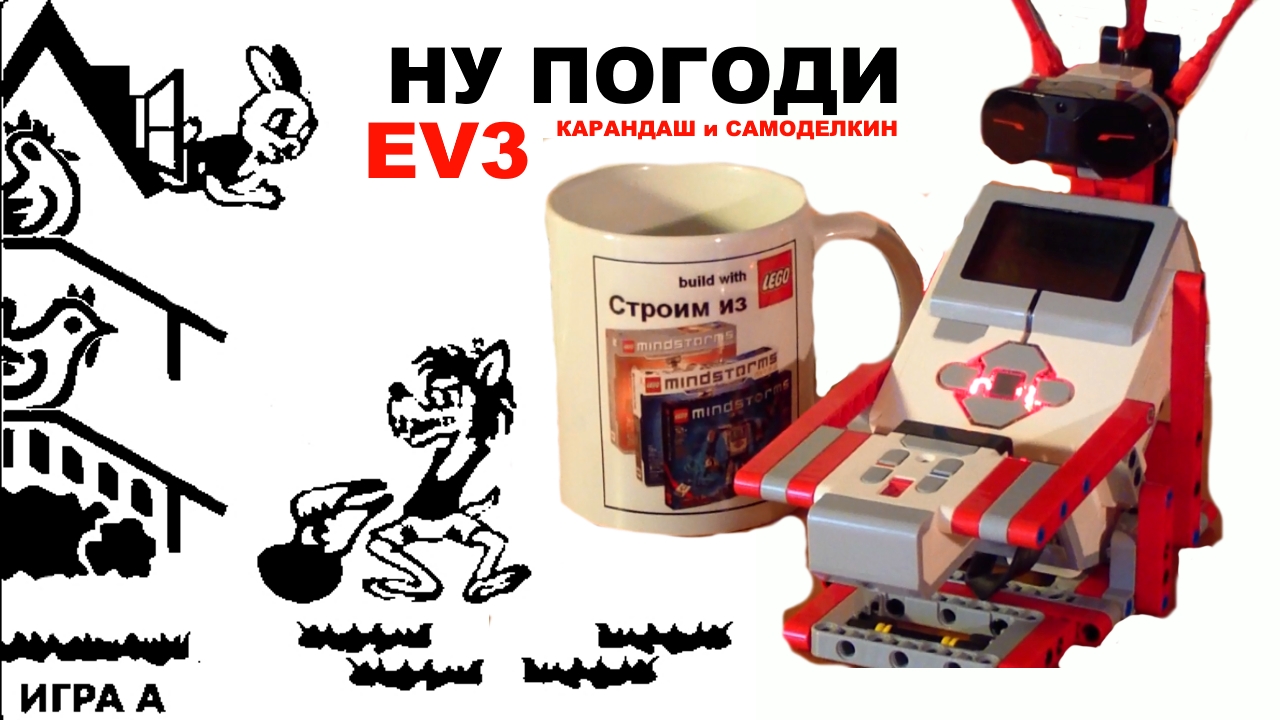 НУ ПОГОДИ
EV3
КАРАНДАШ и САМОДЕЛКИН
build with
LEGO
Строим из
mindstorms
mindstorms
mindstorms
ИГРА А